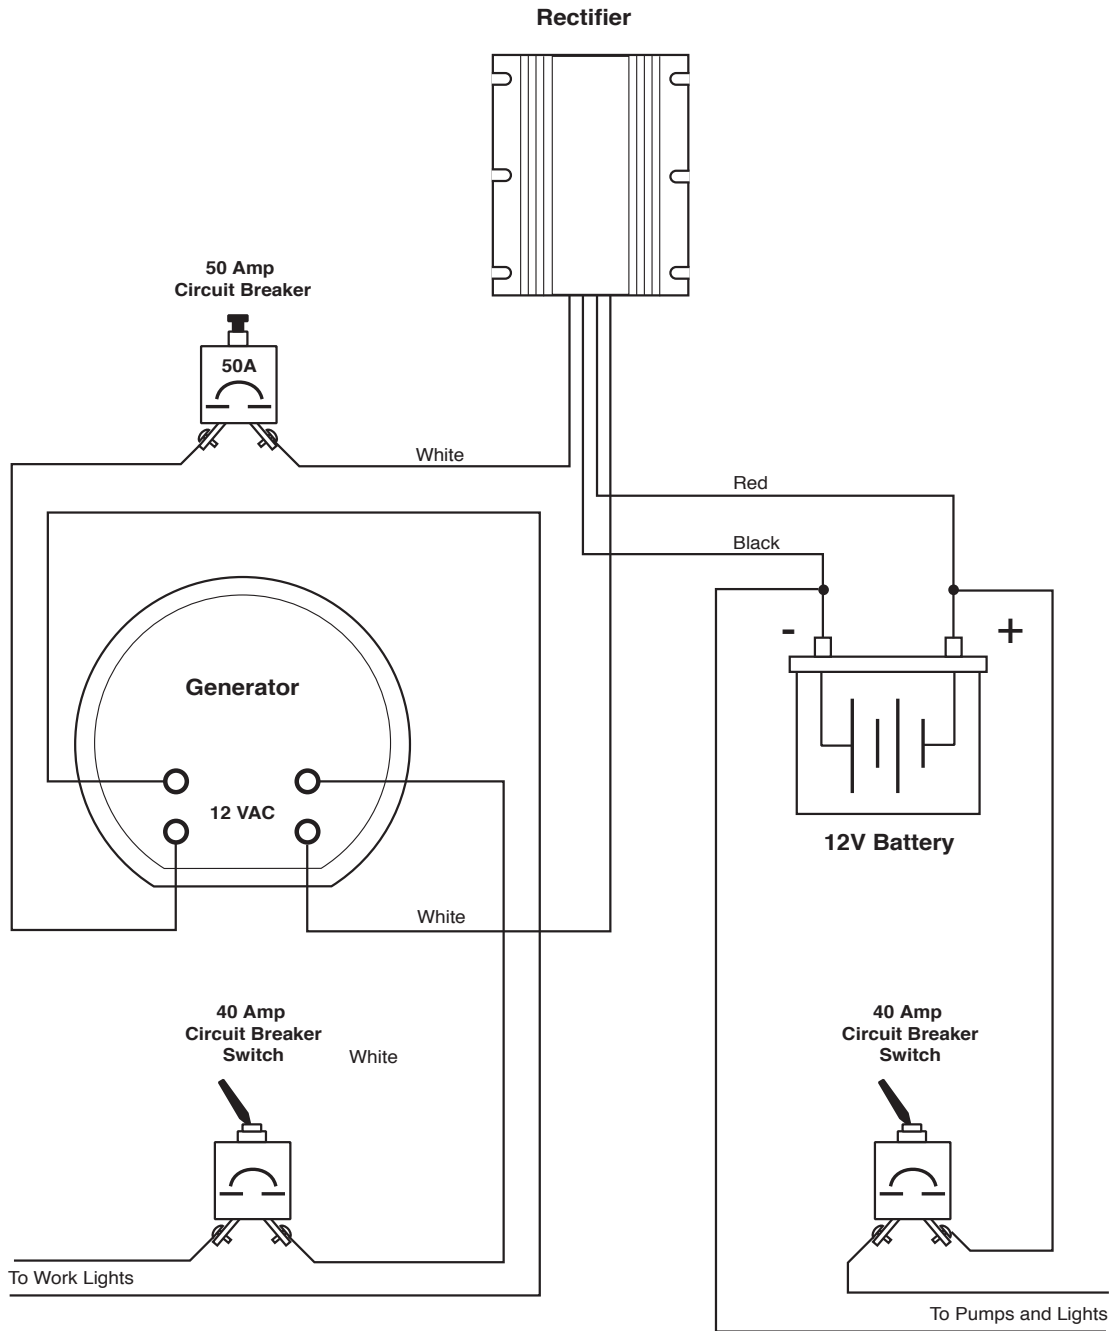 Rectifier
50 Amp
Circuit Breaker
50A
White
Red
Black
-
+
Generator
12 VAC
12V Battery
White
40 Amp
Circuit Breaker
Switch
White
40 Amp
Circuit Breaker
Switch
To Work Lights
To Pumps and Lights